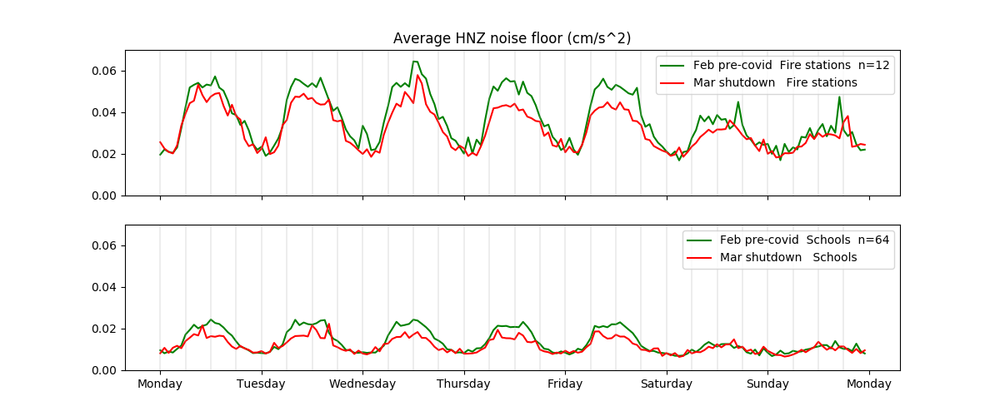 Average HNZ noise floor (cm/s^2)
0.06
0.04
0.02
0.00
Feb pre-covid  Fire stations  n=12
Mar shutdown   Fire stations
0.06
0.04
0.02
0.00
Feb pre-covid  Schools  n=64
Mar shutdown   Schools
Monday Tuesday Wednesday Thursday Friday Saturday Sunday Monday